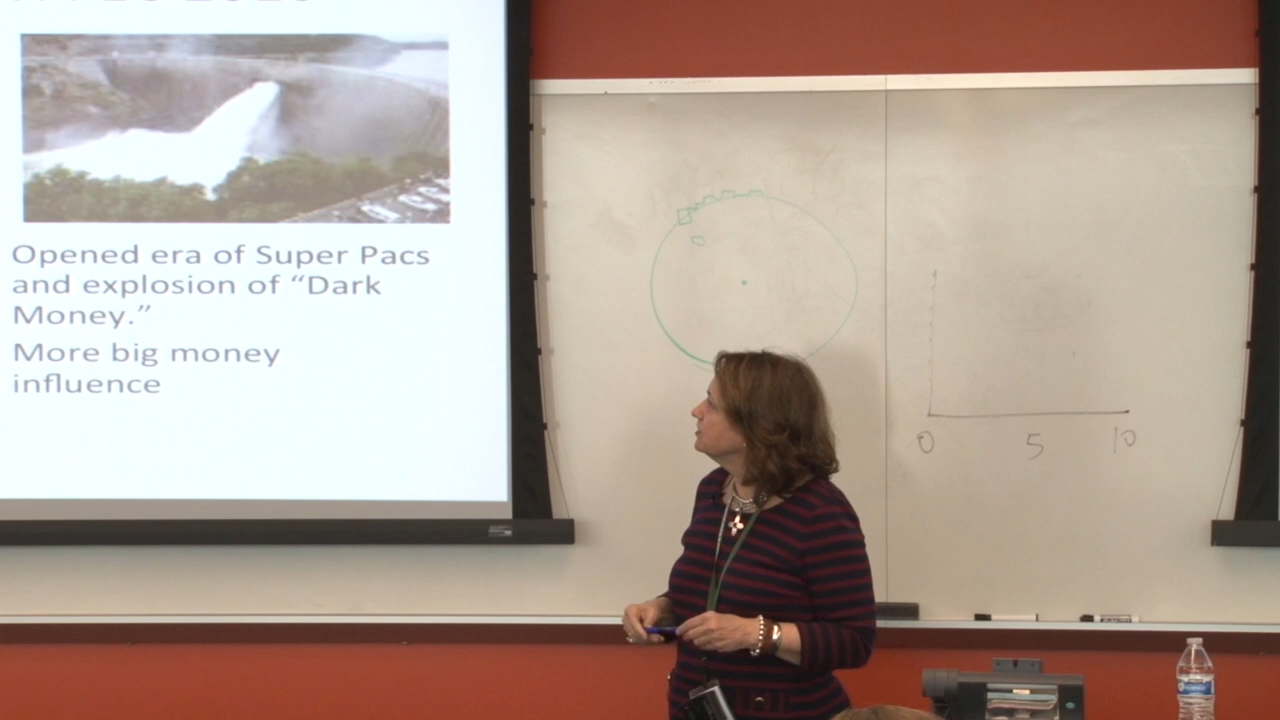 Opened era of Super Pacs
and explosion of “Dark
Money.”
More big money
influence
0 5 10